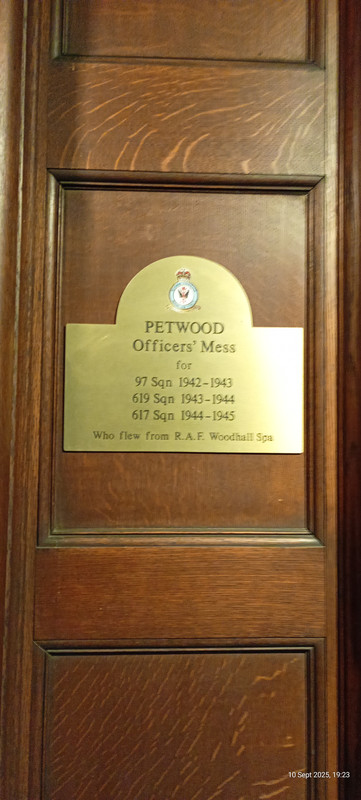 PETWOOD
Officers' Mess
for
97 Sqn 1942-1943
619 Sqn 1943-1944
617 Sqn 1944-1945
Who flew from R.A.F. Woodhall Spa
10 Sept 2025, 19:23